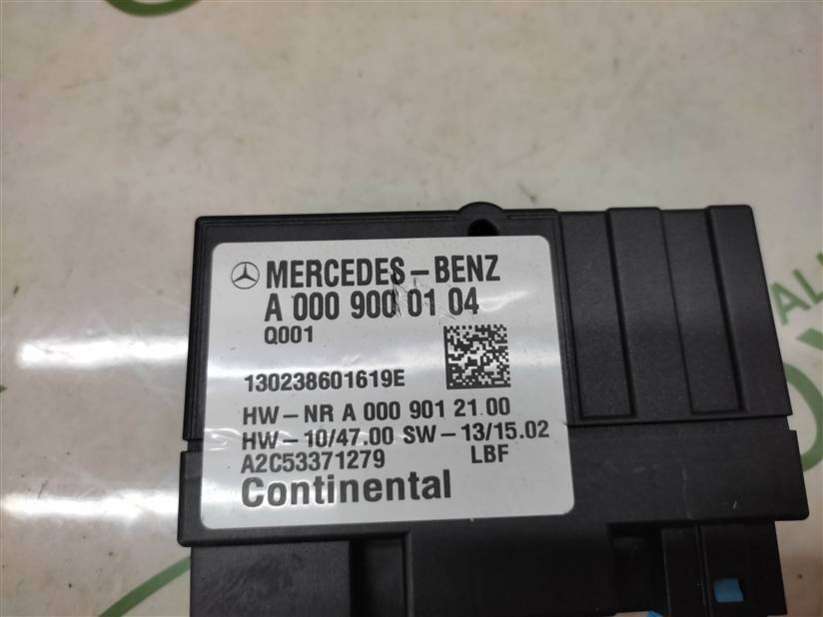 MERCEDES-BENZ
A 000 900 01 04
Q001
130238601619E
HW-NR A 000 901 21 00
HW-10/47.00 SW-13/15.02
A2C53371279 LBF
Continental
ALI